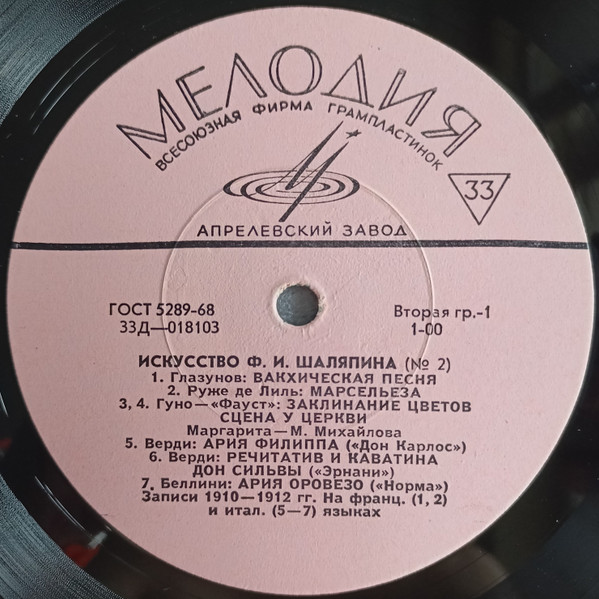 МЕЛОДИЯ
ВСЕСОЮЗНАЯ ФИРМА ГРАМПЛАСТИНОК
33
АПРЕЛЕВСКИЙ ЗАВОД
ГОСТ 5289-68
33Д—018103
Вторая гр.-1
1-00
ИСКУССТВО Ф. И. ШАЛЯПИНА (№ 2)
1. Глазунов: ВАКХИЧЕСКАЯ ПЕСНЯ
2. Руже де Лиль: МАРСЕЛЬЕЗА
3, 4. Гуно—«Фауст»: ЗАКЛИНАНИЕ ЦВЕТОВ
СЦЕНА У ЦЕРКВИ
Маргарита—М. Михайлова
5. Верди: АРИЯ ФИЛИППА («Дон Карлос»)
6. Верди: РЕЧИТАТИВ И КАВАТИНА
ДОН СИЛЬВЫ («Эрнани»)
7. Беллини: АРИЯ ОРОВЕЗО («Норма»)
Записи 1910—1912 гг. На франц. (1, 2)
и итал. (5—7) языках